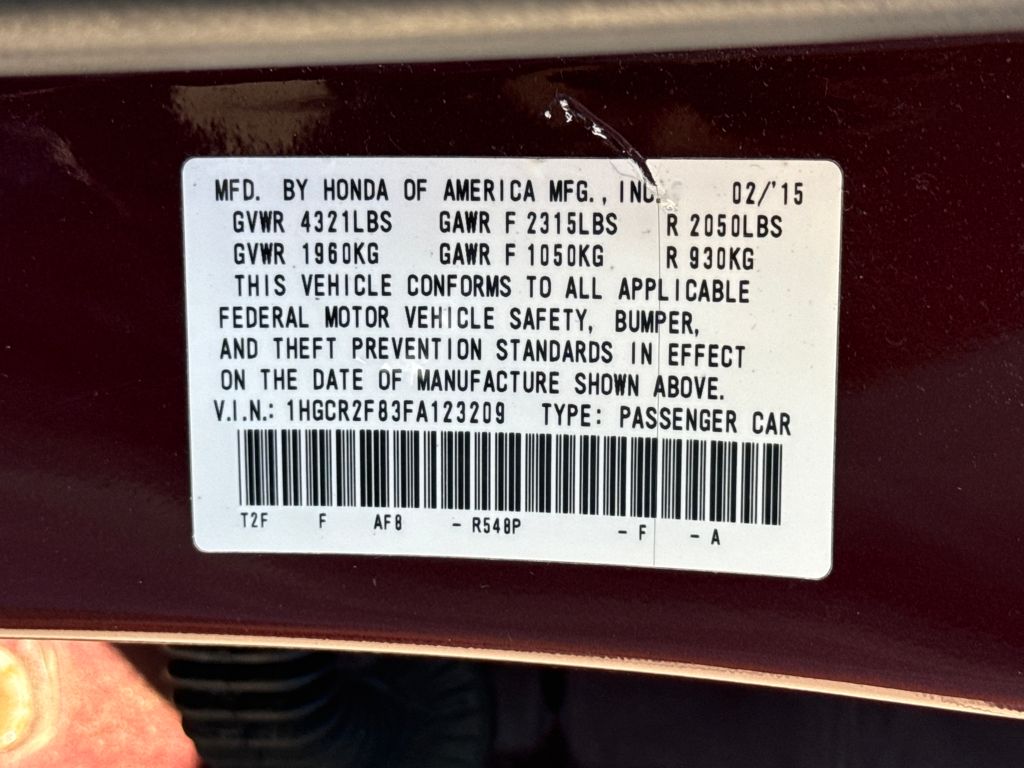 MFD. BY HONDA OF AMERICA MFG., INC. 02/'15
GVWR 4321LBS GAWR F 2315LBS R 2050LBS
GVWR 1960KG GAWR F 1050KG R 930KG
THIS VEHICLE CONFORMS TO ALL APPLICABLE
FEDERAL MOTOR VEHICLE SAFETY, BUMPER,
AND THEFT PREVENTION STANDARDS IN EFFECT
ON THE DATE OF MANUFACTURE SHOWN ABOVE.
V.I.N.: 1HGCR2F83FA123209 TYPE: PASSENGER CAR
T2F F AF8 - R548P - F - A